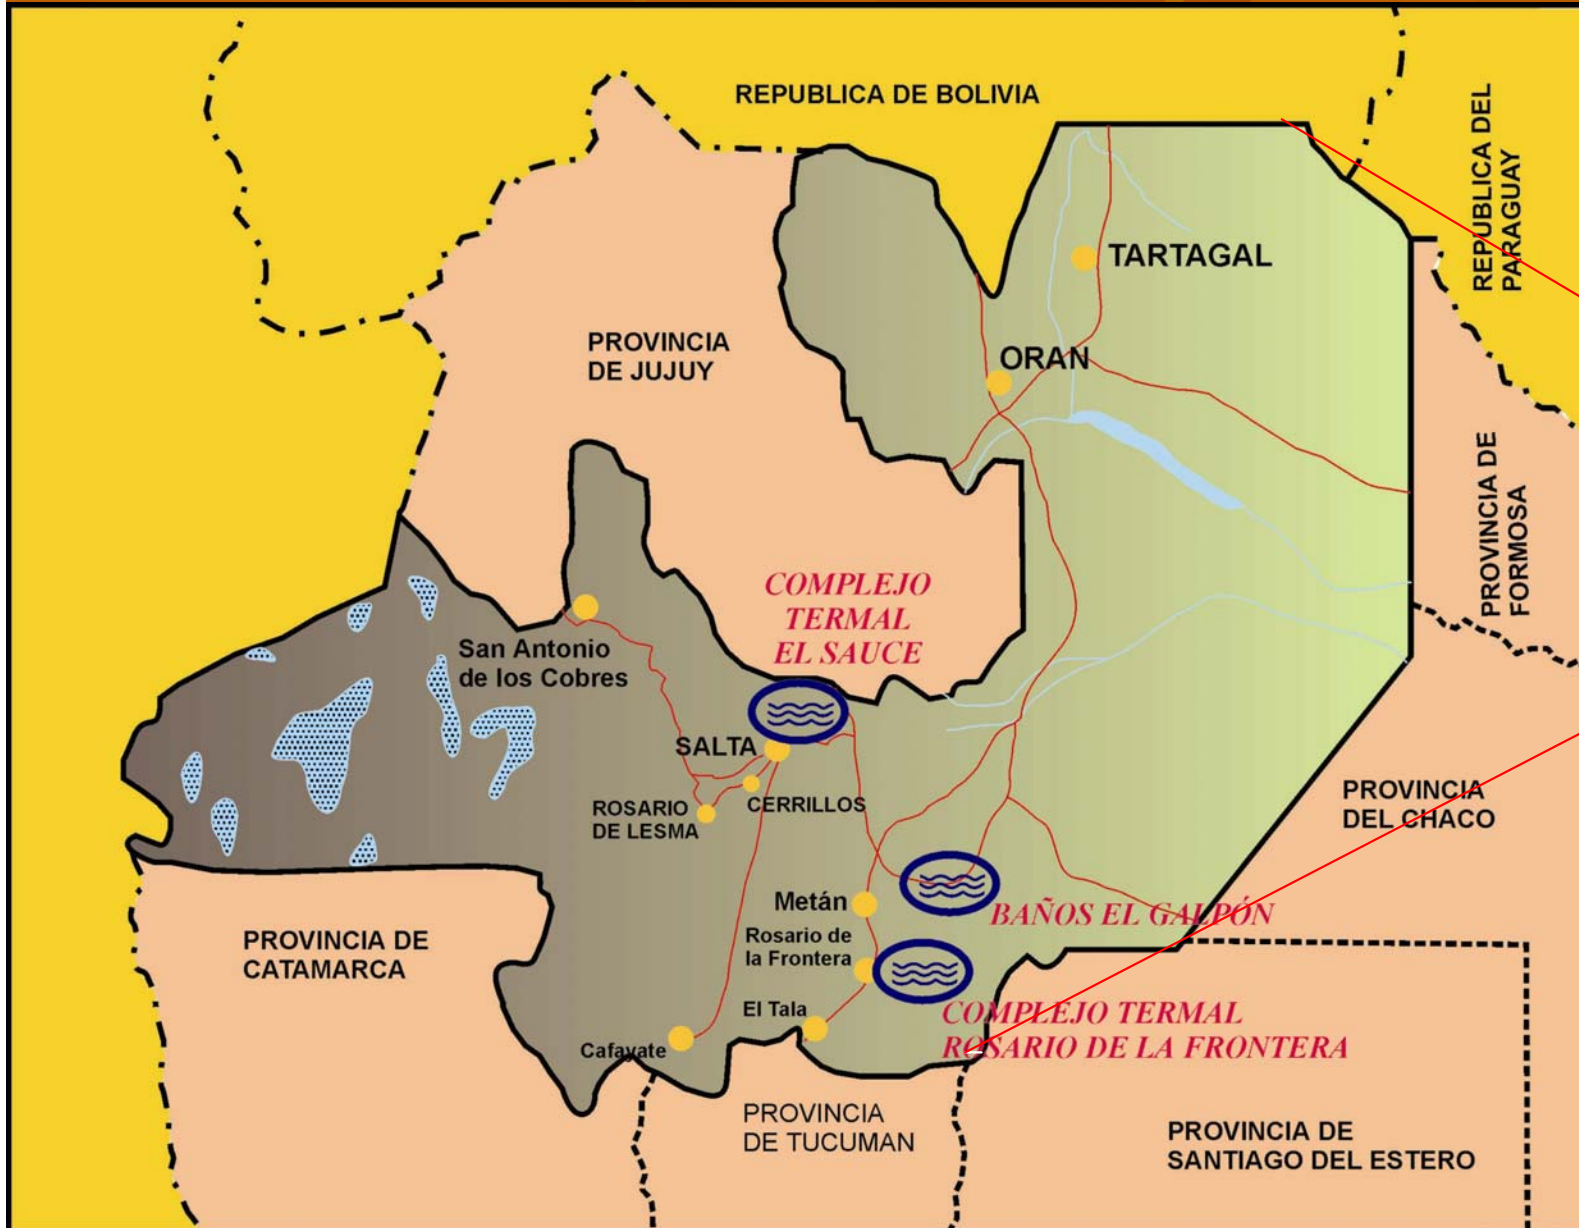 REPUBLICA DE BOLIVIA
REPUBLICA DEL
PARAGUAY
TARTAGAL
PROVINCIA
DE JUJUY
ORAN
PROVINCIA DE
FORMOSA
COMPLEJO
TERMAL
EL SAUCE
San Antonio
de los Cobres
SALTA
ROSARIO
DE LESMA
CERRILLOS
PROVINCIA
DEL CHACO
Metán
BAÑOS EL GALPÓN
Rosario de
la Frontera
PROVINCIA DE
CATAMARCA
El Tala
COMPLEJO TERMAL
ROSARIO DE LA FRONTERA
Cafayate
PROVINCIA
DE TUCUMAN
PROVINCIA DE
SANTIAGO DEL ESTERO